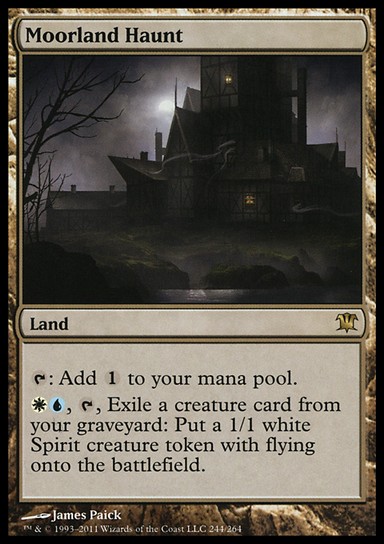 Moorland Haunt
Land
: Add 1 to your mana pool.
, , Exile a creature card from
your graveyard: Put a 1/1 white
Spirit creature token with flying
onto the battlefield.
James Paick
™ & © 1993–2011 Wizards of the Coast LLC 244/264